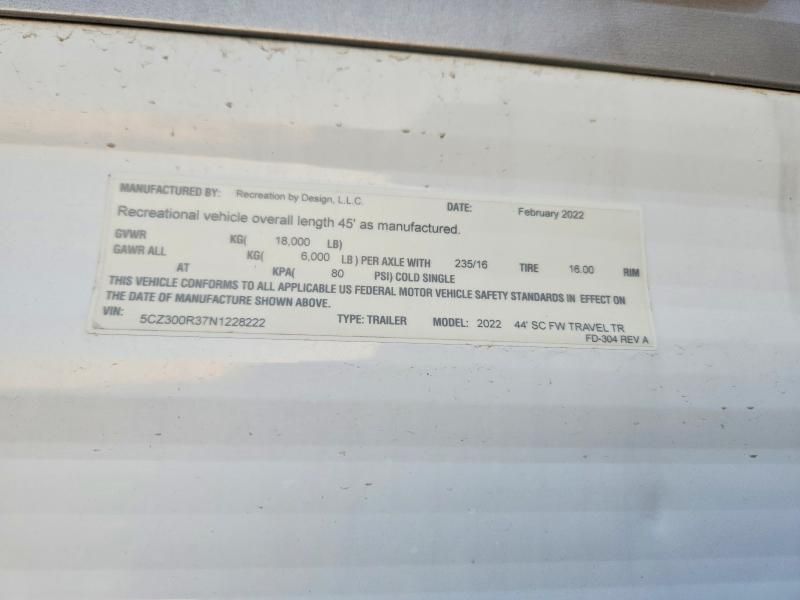 MANUFACTURED BY: Recreation by Design, L.L.C. DATE: February 2022
Recreational vehicle overall length 45' as manufactured.
GVWR KG( 18,000 LB)
GAWR ALL KG( 6,000 LB) PER AXLE WITH 235/16 TIRE 16.00 RIM
AT KPA( 80 PSI) COLD SINGLE
THIS VEHICLE CONFORMS TO ALL APPLICABLE US FEDERAL MOTOR VEHICLE SAFETY STANDARDS IN EFFECT ON
THE DATE OF MANUFACTURE SHOWN ABOVE.
VIN: 5CZ300R37N1228222 TYPE: TRAILER MODEL: 2022 44' SC FW TRAVEL TR
FD-304 REV A